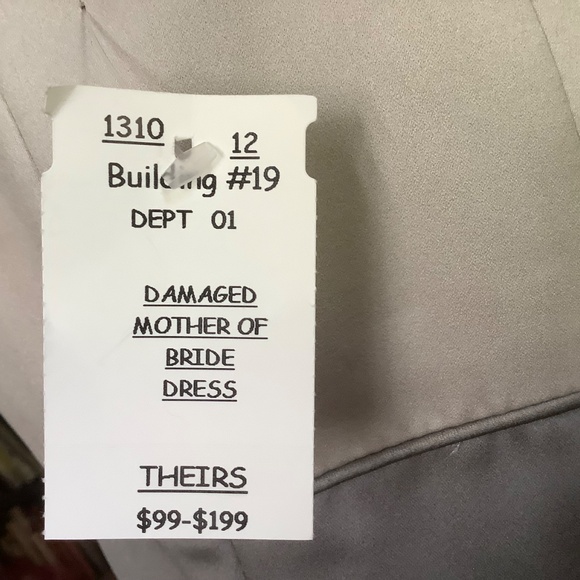 1310
12
Building #19
DEPT 01
DAMAGED
MOTHER OF
BRIDE
DRESS
THEIRS
$99-$199